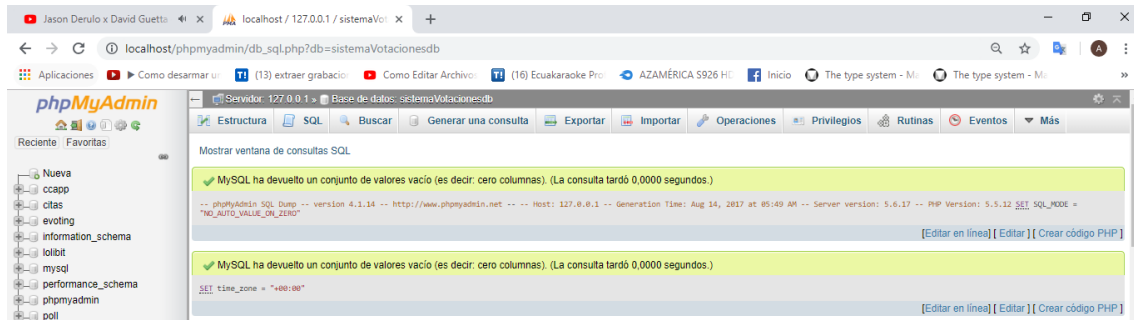 Jason Derulo x David Guetta
localhost / 127.0.0.1 / sistemaVot
localhost/phpmyadmin/db_sql.php?db=sistemaVotacionesdb
A
Aplicaciones
Como desarmar un
(13) extraer grabacio
Como Editar Archivo
(16) Ecuakaraoke Pro
AZAMÉRICA S926 HD
Inicio
The type system - Ma
The type system - Ma
phpMyAdmin
Reciente Favoritas
Nueva
ccapp
citas
evoting
information_schema
lolibit
mysql
performance_schema
phpmyadmin
poll
Servidor: 127.0.0.1 » Base de datos: sistemaVotacionesdb
Estructura SQL Buscar Generar una consulta Exportar Importar Operaciones Privilegios Rutinas Eventos Más
Mostrar ventana de consultas SQL
MySQL ha devuelto un conjunto de valores vacío (es decir: cero columnas). (La consulta tardó 0,0000 segundos.)
-- phpMyAdmin SQL Dump -- version 4.1.14 -- http://www.phpmyadmin.net -- -- Host: 127.0.0.1 -- Generation Time: Aug 14, 2017 at 05:49 AM -- Server version: 5.6.17 -- PHP Version: 5.5.12 SET SQL_MODE =
"NO_AUTO_VALUE_ON_ZERO"
[Editar en línea] [ Editar ] [ Crear código PHP ]
MySQL ha devuelto un conjunto de valores vacío (es decir: cero columnas). (La consulta tardó 0,0000 segundos.)
SET time_zone = "+00:00"
[Editar en línea] [ Editar ] [ Crear código PHP ]